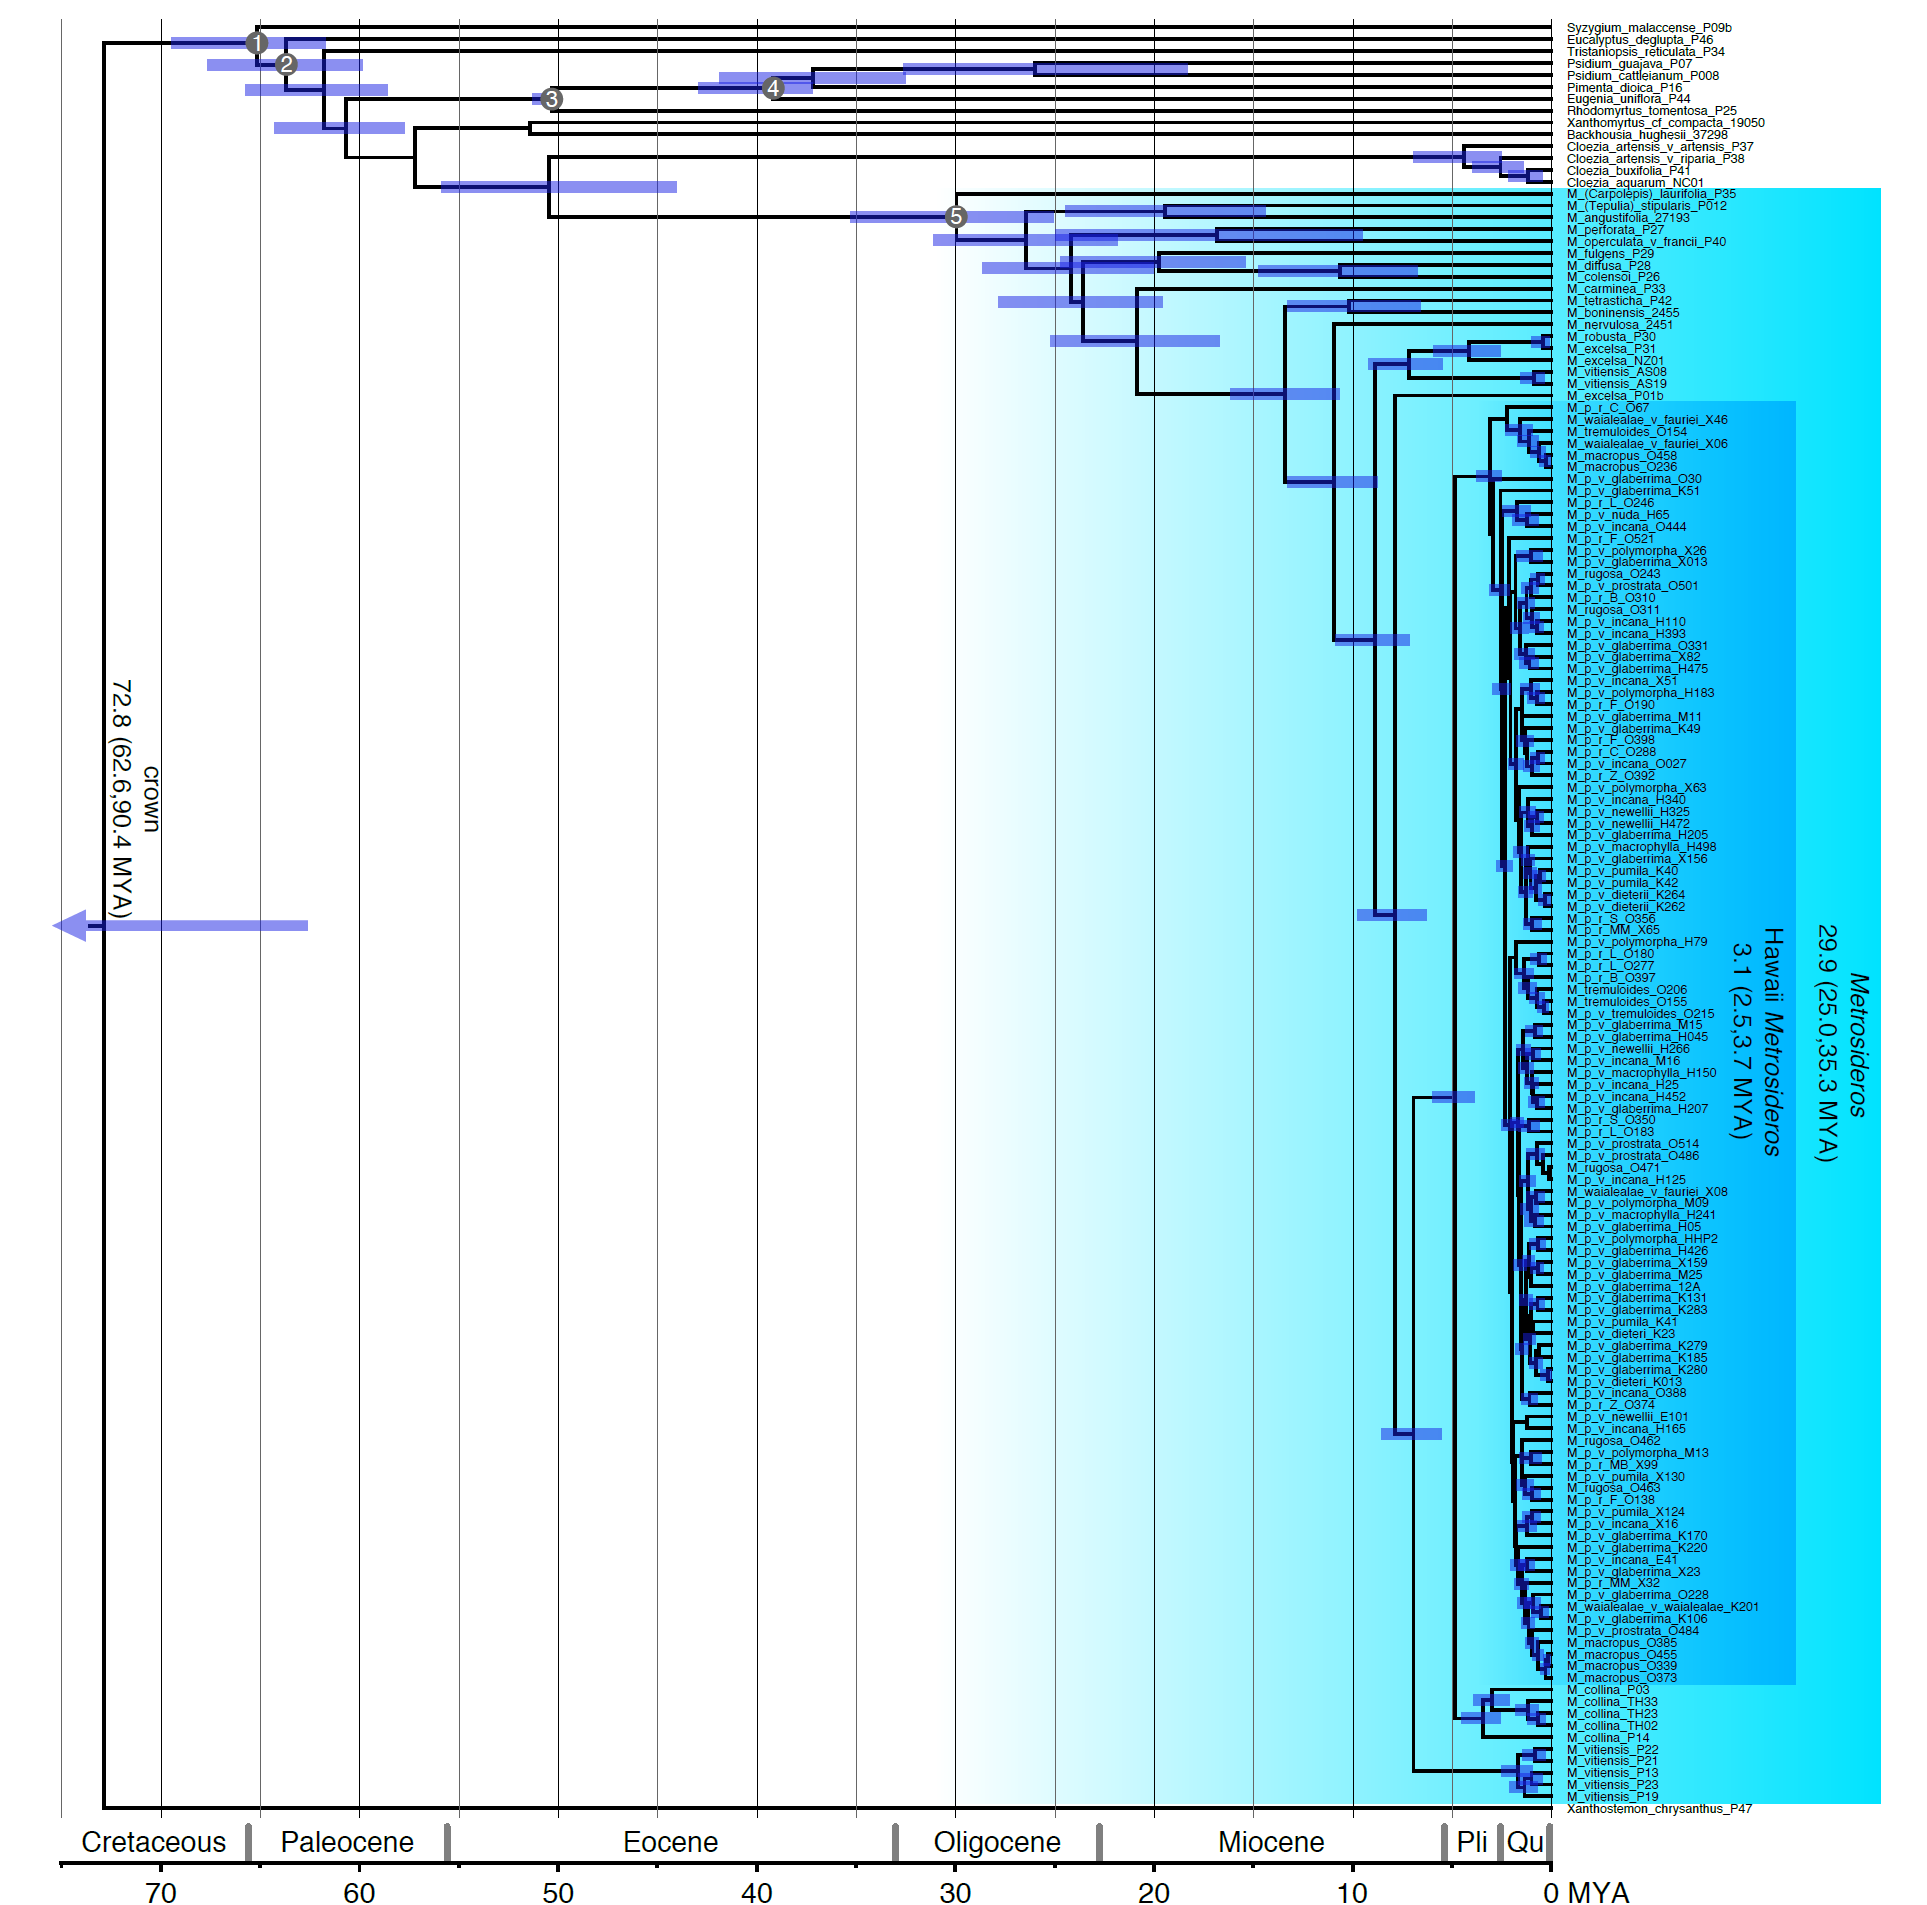 Syzygium_malaccense_P09b
Eucalyptus_deglupta_P46
Tristaniopsis_reticulata_P34
Psidium_guajava_P07
Psidium_cattleianum_P008
Pimenta_dioica_P16
Eugenia_uniflora_P44
Rhodomyrtus_tomentosa_P25
Xanthomyrtus_cf_compacta_19050
Backhousia_hughesii_37298
Cloezia_artensis_v_artensis_P37
Cloezia_artensis_v_riparia_P38
Cloezia_buxifolia_P41
Cloezia_aquarum_NC01
M_(Carpolepis)_laurifolia_P35
M_(Tepulia)_stipularis_P012
M_angustifolia_27193
M_perforata_P27
M_operculata_v_francii_P40
M_fulgens_P29
M_diffusa_P28
M_colensoi_P26
M_carminea_P33
M_tetrasticha_P42
M_boninensis_2455
M_nervulosa_2451
M_robusta_P30
M_excelsa_P31
M_excelsa_NZ01
M_vitiensis_AS08
M_vitiensis_AS19
M_excelsa_P01b
M_p_r_C_O67
M_waialealae_v_fauriei_X46
M_tremuloides_O154
M_waialealae_v_fauriei_X06
M_macropus_O458
M_macropus_O236
M_p_v_glaberrima_O30
M_p_v_glaberrima_K51
M_p_r_L_O246
M_p_v_nuda_H65
M_p_v_incana_O444
M_p_r_F_O521
M_p_v_polymorpha_X26
M_p_v_glaberrima_X013
M_rugosa_O243
M_p_v_prostrata_O501
M_p_r_B_O310
M_rugosa_O311
M_p_v_incana_H110
M_p_v_incana_H393
M_p_v_glaberrima_O331
M_p_v_glaberrima_X82
M_p_v_glaberrima_H475
M_p_v_incana_X51
M_p_v_polymorpha_H183
M_p_r_F_O190
M_p_v_glaberrima_M11
M_p_v_glaberrima_K49
M_p_r_F_O398
M_p_r_C_O288
M_p_v_incana_O027
M_p_r_Z_O392
M_p_v_polymorpha_X63
M_p_v_incana_H340
M_p_v_newellii_H325
M_p_v_newellii_H472
M_p_v_glaberrima_H205
M_p_v_macrophylla_H498
M_p_v_glaberrima_X156
M_p_v_pumila_K40
M_p_v_pumila_K42
M_p_v_dieterii_K264
M_p_v_dieterii_K262
M_p_r_S_O356
M_p_r_MM_X65
M_p_v_polymorpha_H79
M_p_r_L_O180
M_p_r_L_O277
M_p_r_B_O397
M_tremuloides_O206
M_tremuloides_O155
M_p_v_tremuloides_O215
M_p_v_glaberrima_M15
M_p_v_glaberrima_H045
M_p_v_newellii_H266
M_p_v_incana_M16
M_p_v_macrophylla_H150
M_p_v_incana_H25
M_p_v_incana_H452
M_p_v_glaberrima_H207
M_p_r_S_O350
M_p_r_L_O183
M_p_v_prostrata_O514
M_p_v_prostrata_O486
M_rugosa_O471
M_p_v_incana_H125
M_waialealae_v_fauriei_X08
M_p_v_polymorpha_M09
M_p_v_macrophylla_H241
M_p_v_glaberrima_H05
M_p_v_polymorpha_HHP2
M_p_v_glaberrima_H426
M_p_v_glaberrima_X159
M_p_v_glaberrima_M25
M_p_v_glaberrima_12A
M_p_v_glaberrima_K131
M_p_v_glaberrima_K283
M_p_v_pumila_K41
M_p_v_dieteri_K23
M_p_v_glaberrima_K279
M_p_v_glaberrima_K185
M_p_v_glaberrima_K280
M_p_v_dieteri_K013
M_p_v_incana_O388
M_p_r_Z_O374
M_p_v_newellii_E101
M_p_v_incana_H165
M_rugosa_O462
M_p_v_polymorpha_M13
M_p_r_MB_X99
M_p_v_pumila_X130
M_rugosa_O463
M_p_r_F_O138
M_p_v_pumila_X124
M_p_v_incana_X16
M_p_v_glaberrima_K170
M_p_v_glaberrima_K220
M_p_v_incana_E41
M_p_v_glaberrima_X23
M_p_r_MM_X32
M_p_v_glaberrima_O228
M_waialealae_v_waialealae_K201
M_p_v_glaberrima_K106
M_p_v_prostrata_O484
M_macropus_O385
M_macropus_O455
M_macropus_O339
M_macropus_O373
M_collina_P03
M_collina_TH33
M_collina_TH23
M_collina_TH02
M_collina_P14
M_vitiensis_P22
M_vitiensis_P21
M_vitiensis_P13
M_vitiensis_P23
M_vitiensis_P19
Xanthostemon_chrysanthus_P47
1
2
3
4
5
crown
72.8 (62.6,90.4 MYA)
Metrosideros
29.9 (25.0,35.3 MYA)
Hawaii Metrosideros
3.1 (2.5,3.7 MYA)
Cretaceous Paleocene Eocene Oligocene Miocene Pli Qu
70 60 50 40 30 20 10 0 MYA